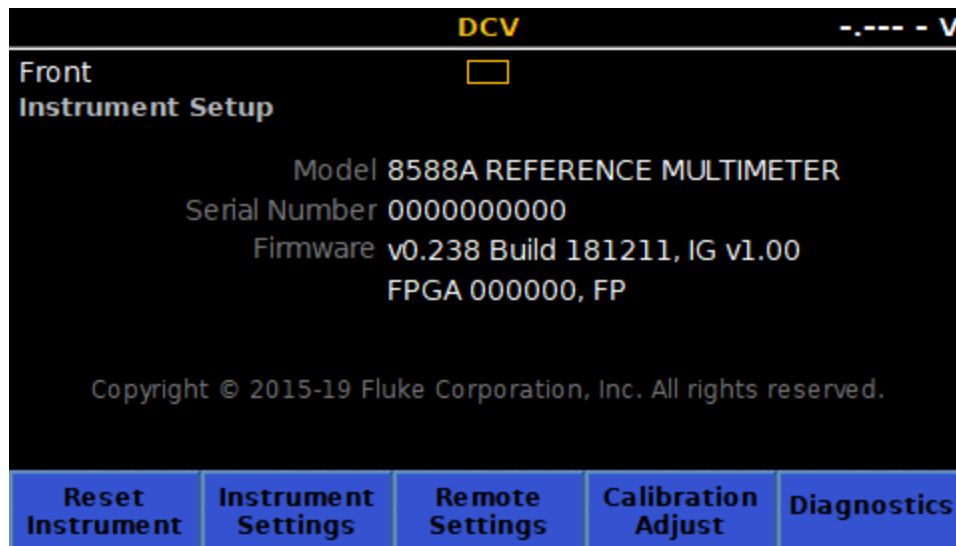 DCV -.--- - V
Front
Instrument Setup
Model 8588A REFERENCE MULTIMETER
Serial Number 0000000000
Firmware v0.238 Build 181211, IG v1.00
FPGA 000000, FP
Copyright © 2015-19 Fluke Corporation, Inc. All rights reserved.
Reset Instrument
Instrument Settings
Remote Settings
Calibration Adjust
Diagnostics